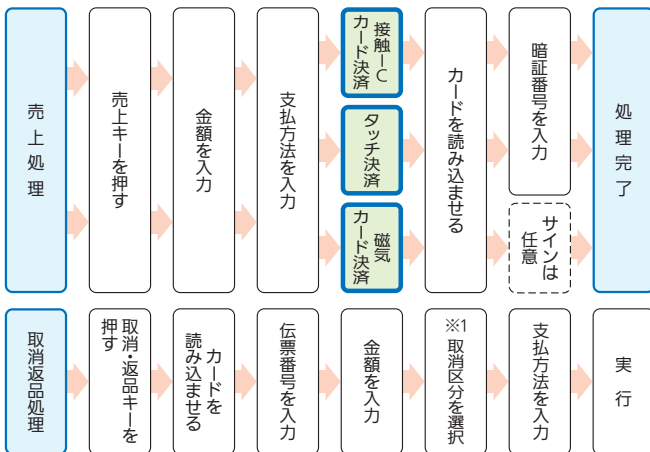 売上処理
売上キーを押す
金額を入力
支払方法を入力
接触IC
カード決済
タッチ決済
磁気
カード決済
カードを読み込ませる
暗証番号を入力
サインは
任意
処理完了
取消返品処理
取消・返品キーを
押す
カードを
読み込ませる
伝票番号を入力
金額を入力
※1
取消区分を選択
支払方法を入力
実行